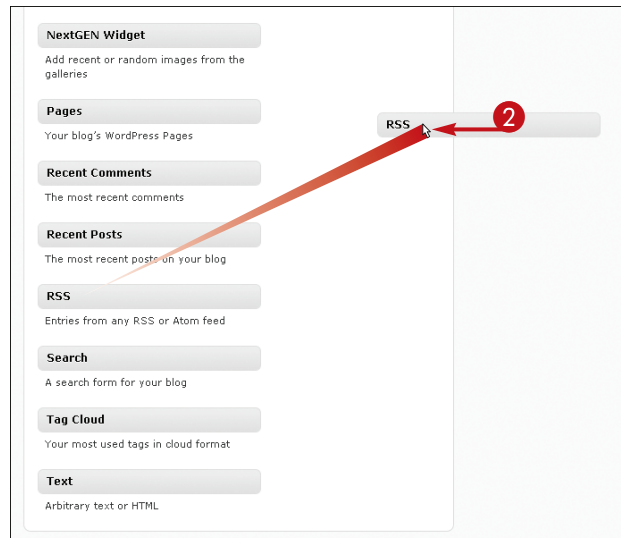 NextGEN Widget
Add recent or random images from the
galleries
Pages
Your blog's WordPress Pages
RSS
2
Recent Comments
The most recent comments
Recent Posts
The most recent posts on your blog
RSS
Entries from any RSS or Atom feed
Search
A search form for your blog
Tag Cloud
Your most used tags in cloud format
Text
Arbitrary text or HTML